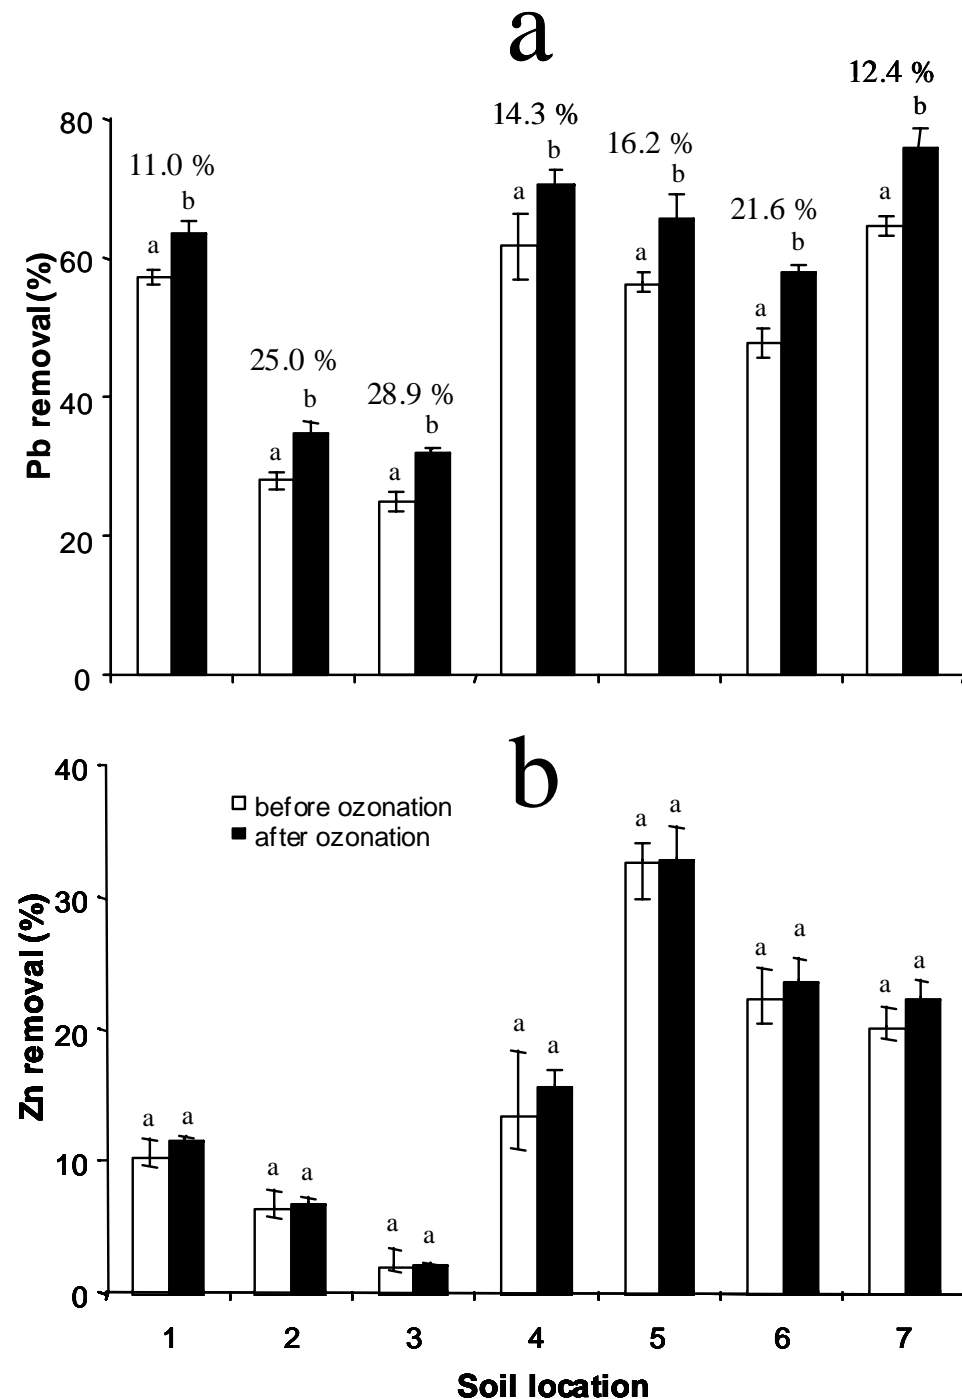 a
12.4 %
14.3 %
b
80
16.2 %
b
11.0 %
b
a
a
b
21.6 %
b
a
a
b
60
a
25.0 %
28.9 %
40
b
b
a
a
20
0
Pb removal (%)
b
40
before ozonation
after ozonation
a
a
30
a
a
a
a
20
a
a
a
a
10
a
a
a
a
0
Zn removal (%)
1 2 3 4 5 6 7
Soil location